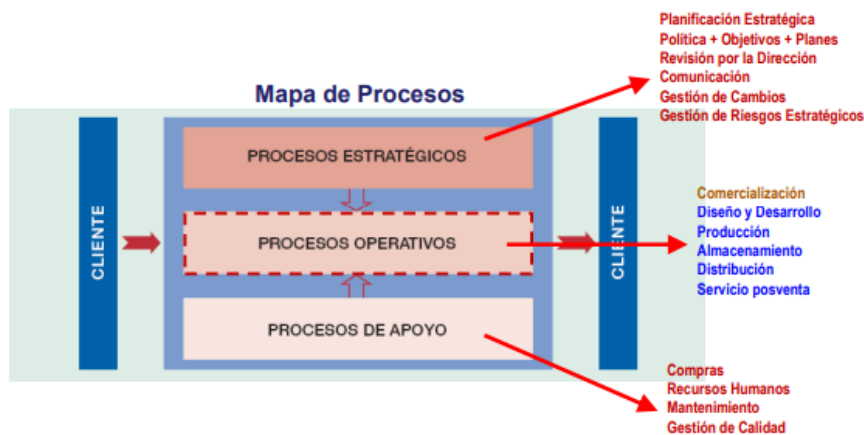 Planificación Estratégica
Política + Objetivos + Planes
Revisión por la Dirección
Comunicación
Gestión de Cambios
Gestión de Riesgos Estratégicos
Mapa de Procesos
CLIENTE
PROCESOS ESTRATÉGICOS
PROCESOS OPERATIVOS
PROCESOS DE APOYO
CLIENTE
Comercialización
Diseño y Desarrollo
Producción
Almacenamiento
Distribución
Servicio posventa
Compras
Recursos Humanos
Mantenimiento
Gestión de Calidad